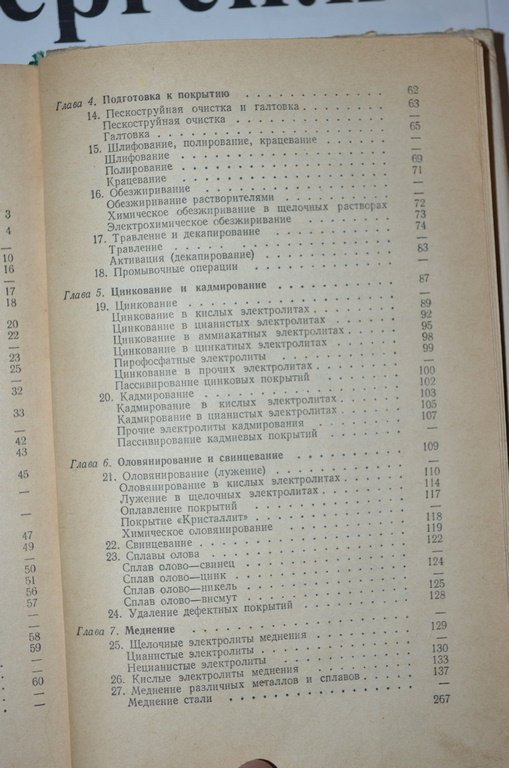 3
4
—
10
16
—
17
18
20
22
—
23
25
—
32
33
—
42
43
45
—
47
49
—
50
51
56
57
—
58
59
—
60
Глава 4. Подготовка к покрытию . . . . . . . . . 62
14. Пескоструйная очистка и галтовка . . . . . . . 63
Пескоструйная очистка . . . . . . . . . —
Галтовка . . . . . . . . . 65
15. Шлифование, полирование, крацевание . . . . .
Шлифование . . . . . . . . . —
Полирование . . . . . . . . . 69
Крацевание . . . . . . . . . 71
16. Обезжиривание . . . . . . . . . —
Обезжиривание растворителями . . . . . . . —
Химическое обезжиривание в щелочных растворах 72
Электрохимическое обезжиривание . . . . . . 73
17. Травление и декапирование . . . . . . . 74
Травление . . . . . . . . . —
Активация (декапирование) . . . . . . . 83
18. Промывочные операции . . . . . . . —
Глава 5. Цинкование и кадмирование . . . . . . . 87
19. Цинкование . . . . . . . . . —
Цинкование в кислых электролитах . . . . . . 89
Цинкование в цианистых электролитах . . . . . 92
Цинкование в аммиакатных электролитах . . . . 95
Цинкование в цинкатных электролитах . . . . . 98
Пирофосфатные электролиты . . . . . . . 99
Цинкование в прочих электролитах . . . . . . —
Пассивирование цинковых покрытий . . . . . . 100
20. Кадмирование . . . . . . . . . 102
Кадмирование в кислых электролитах . . . . . 103
Кадмирование в цианистых электролитах . . . . 105
Прочие электролиты кадмирования . . . . . . 107
Пассивирование кадмиевых покрытий . . . . . —
Глава 6. Оловянирование и свинцевание . . . . . . 109
21. Оловянирование (лужение) . . . . . . . —
Оловянирование в кислых электролитах . . . . . 110
Лужение в щелочных электролитах . . . . . . 114
Оплавление покрытий . . . . . . . . 117
Покрытие «Кристаллит» . . . . . . . . —
Химическое оловянирование . . . . . . . 118
22. Свинцевание . . . . . . . . . 119
23. Сплавы олова . . . . . . . . . 122
Сплав олово—свинец . . . . . . . . —
Сплав олово—цинк . . . . . . . . 124
Сплав олово—никель . . . . . . . . —
Сплав олово—висмут . . . . . . . . 125
24. Удаление дефектных покрытий . . . . . . . 128
Глава 7. Меднение . . . . . . . . . —
25. Щелочные электролиты меднения . . . . . . 129
Цианистые электролиты . . . . . . . . —
Нецианистые электролиты . . . . . . . 130
26. Кислые электролиты меднения . . . . . . . 133
27. Меднение различных металлов и сплавов . . . . 137
Меднение стали . . . . . . . . . —
267